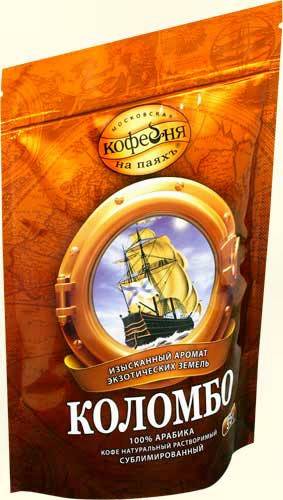 МОСКОВСКАЯ
КОФЕЙНЯ
НА ПАЯХЪ
ИЗЫСКАННЫЙ АРОМАТ
ЭКЗОТИЧЕСКИХ ЗЕМЕЛЬ
КОЛОМБО
100% АРАБИКА
КОФЕ НАТУРАЛЬНЫЙ РАСТВОРИМЫЙ
СУБЛИМИРОВАННЫЙ